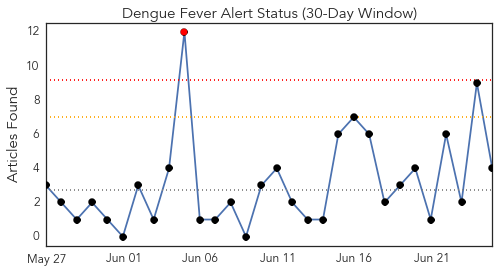 Dengue Fever Alert Status (30-Day Window)
Articles Found
12
10
8
6
4
2
0
May 27
Jun 01
Jun 06
Jun 11
Jun 16
Jun 21